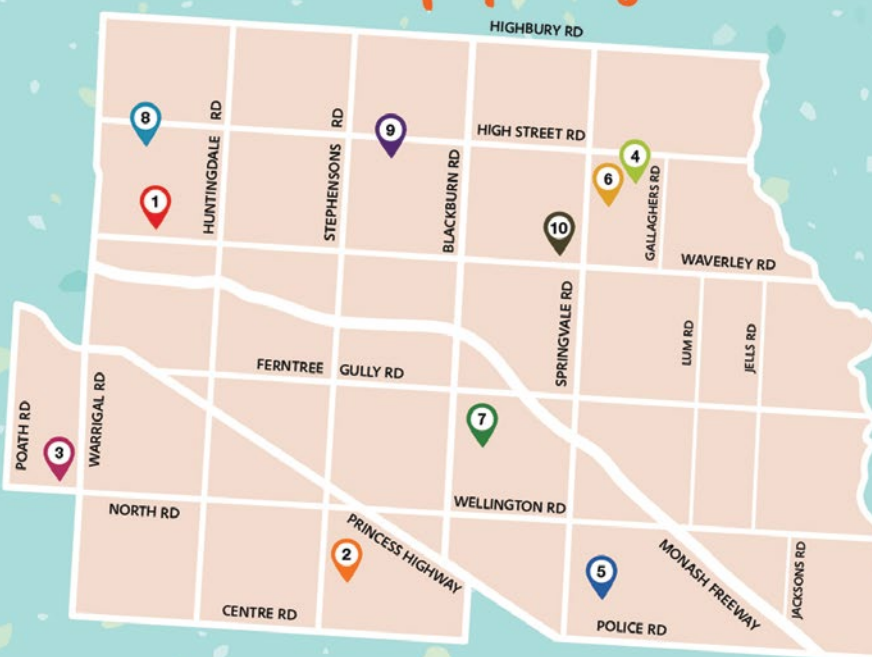 HIGHBURY RD
8
HUNTINGDALE RD
STEPHENSONS RD
9
HIGH STREET RD
4
6
GALLAGHERS RD
1
BLACKBURN RD
10
WAVERLEY RD
SPRINGVALE RD
LUM RD
JELLS RD
FERNTREE GULLY RD
POATH RD
WARRIGAL RD
7
3
NORTH RD
WELLINGTON RD
PRINCESS HIGHWAY
2
MONASH FREEWAY
5
JACKSONS RD
CENTRE RD
POLICE RD